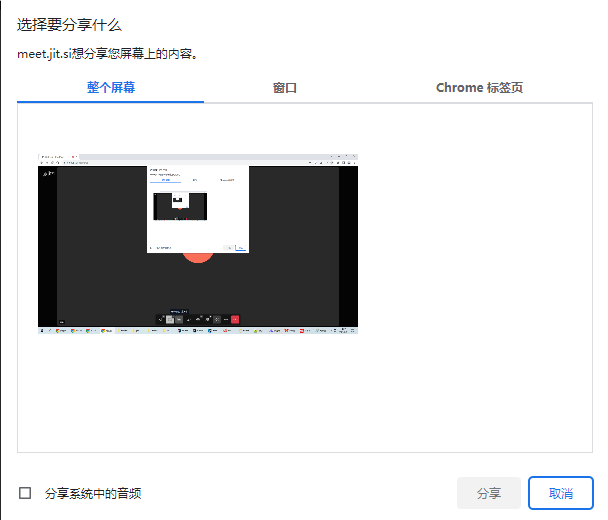 选择要分享什么
meet.jit.si想分享您屏幕上的内容。
整个屏幕
窗口
Chrome 标签页
分享系统中的音频
分享
取消